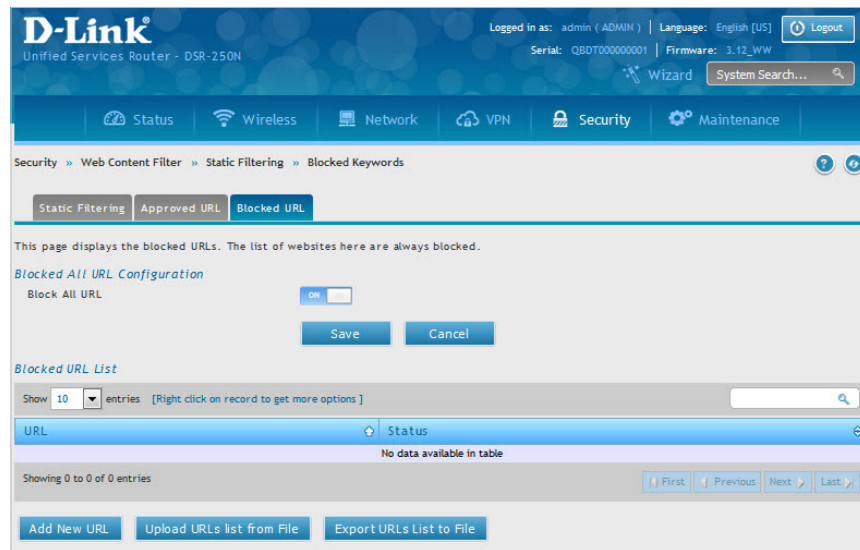 D-Link
Unified Services Router - DSR-250N
Logged in as: admin ( ADMIN ) | Language: English [US]
Logout
Serial: QBDT000000001 | Firmware: 3.12_WW
Wizard
System Search...
Status
Wireless
Network
VPN
Security
Maintenance
Security » Web Content Filter » Static Filtering » Blocked Keywords
?
Static Filtering
Approved URL
Blocked URL
This page displays the blocked URLs. The list of websites here are always blocked.
Blocked All URL Configuration
Block All URL
ON
Save
Cancel
Blocked URL List
Show 10 entries [Right click on record to get more options ]
URL
Status
No data available in table
Showing 0 to 0 of 0 entries
First
Previous
Next
Last
Add New URL
Upload URLs list from File
Export URLs List to File